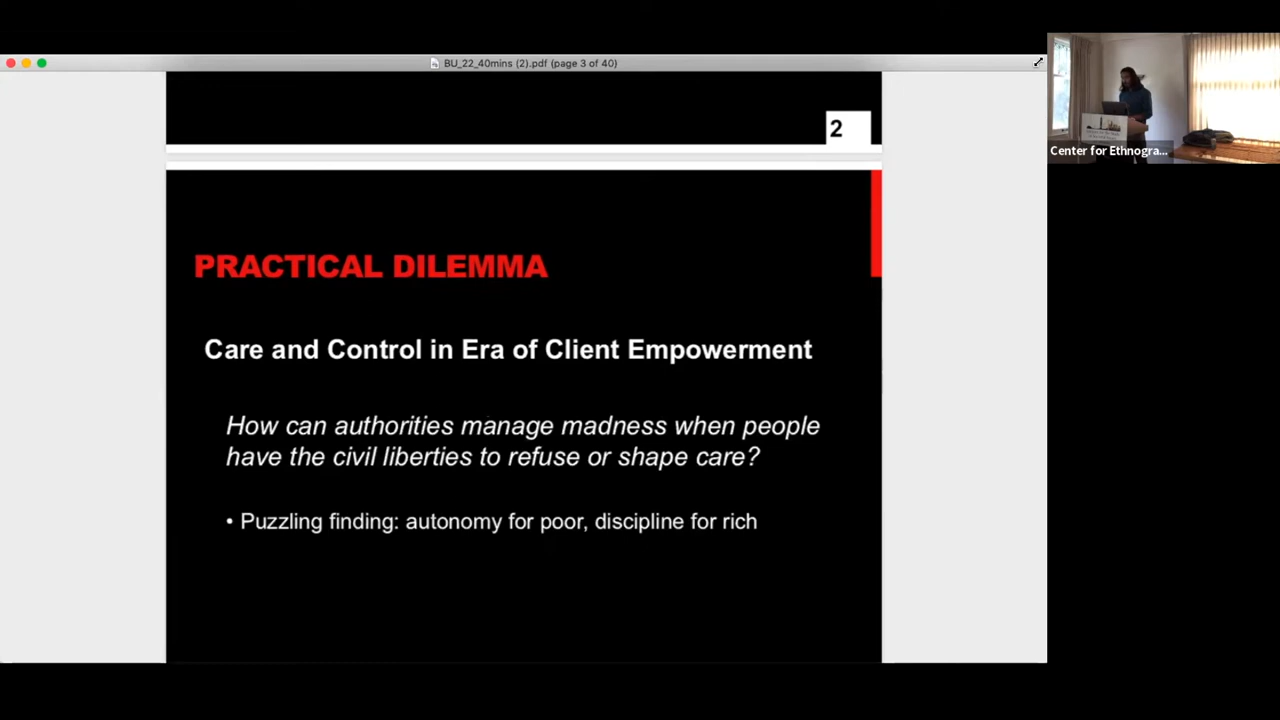 BU_22_40mins (2).pdf (page 3 of 40)
2
Center for Ethnogra...
PRACTICAL DILEMMA
Care and Control in Era of Client Empowerment
How can authorities manage madness when people
have the civil liberties to refuse or shape care?
• Puzzling finding: autonomy for poor, discipline for rich